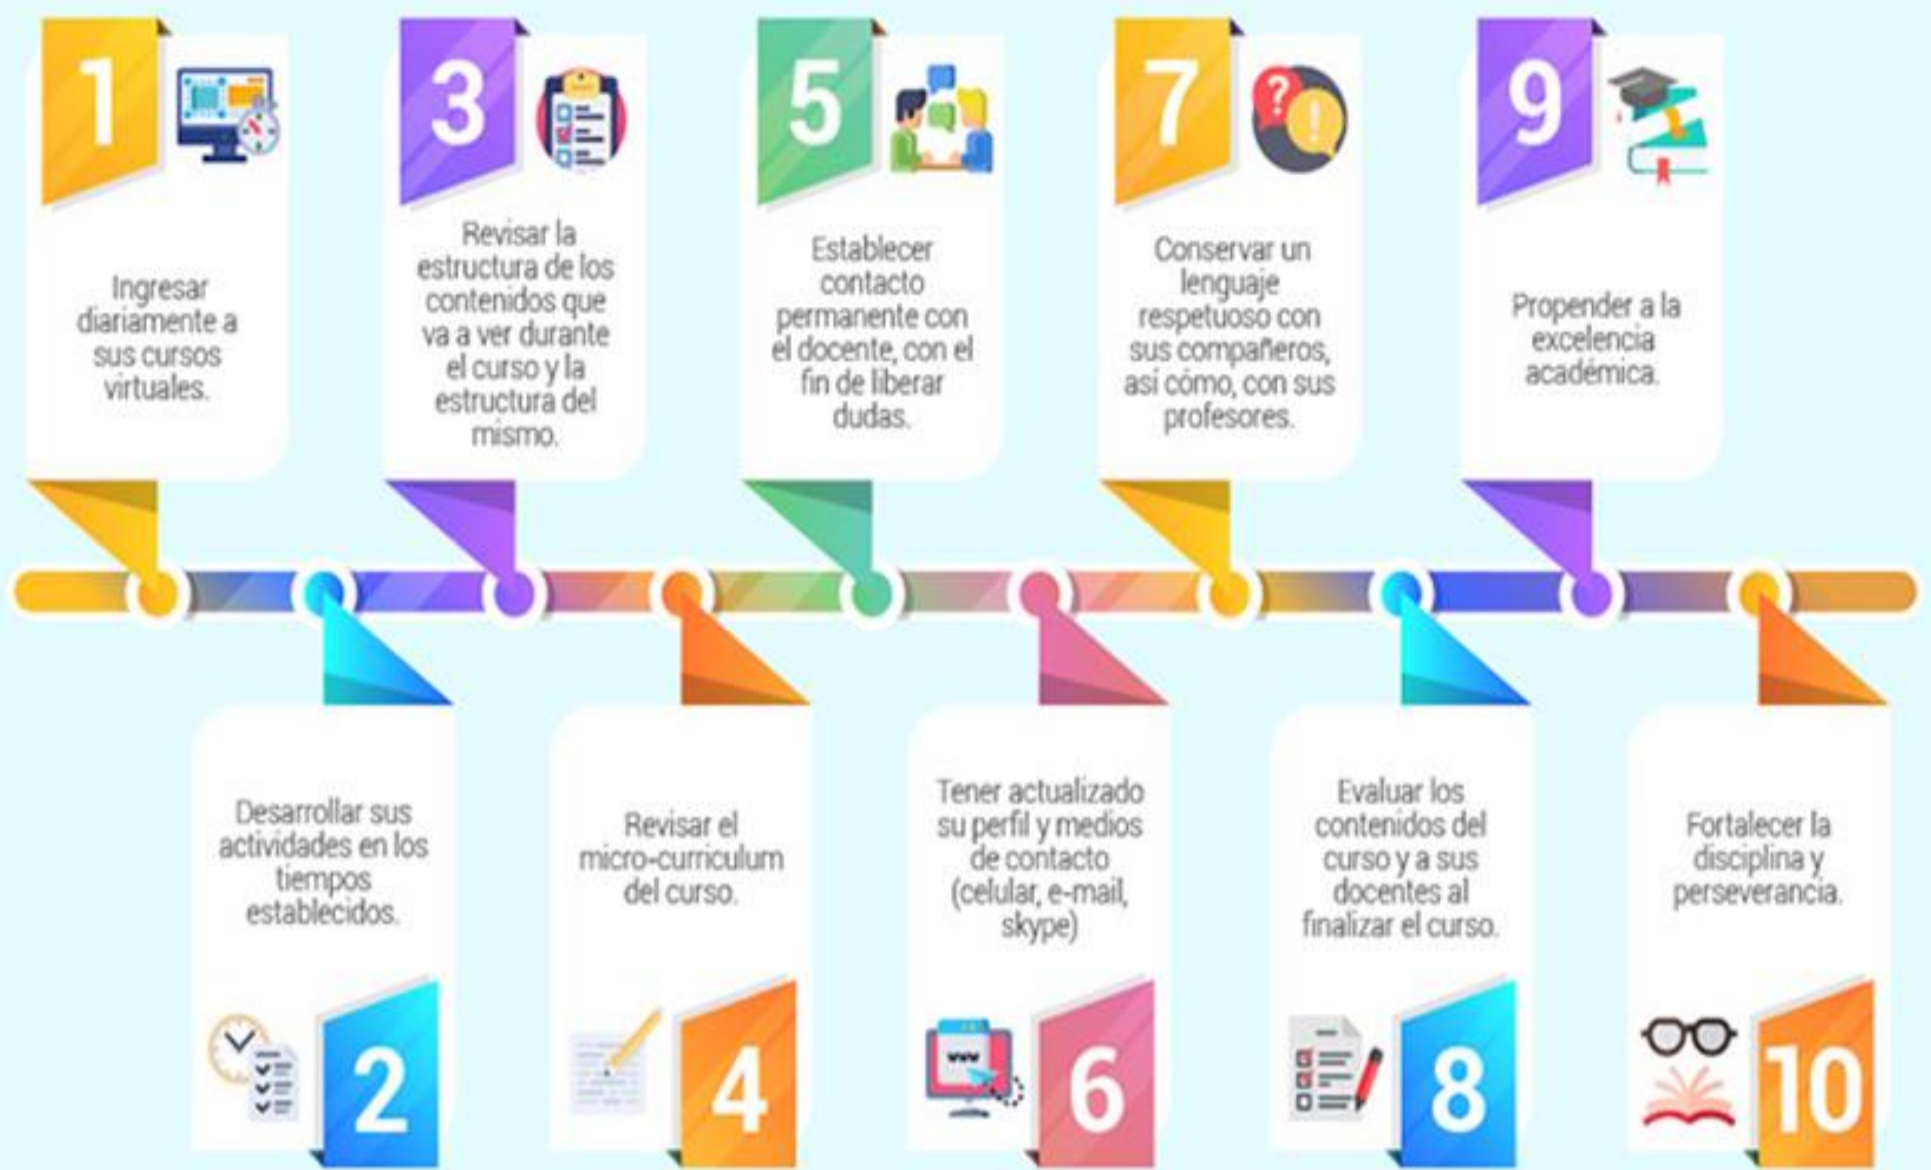 1
Ingresar
diariamente a
sus cursos
virtuales.
2
Desarrollar sus
actividades en los
tiempos
establecidos.
3
Revisar la
estructura de los
contenidos que
va a ver durante
el curso y la
estructura del
mismo.
4
Revisar el
micro-curriculum
del curso.
5
Establecer
contacto
permanente con
el docente, con el
fin de liberar
dudas.
6
Tener actualizado
su perfil y medios
de contacto
(celular, e-mail,
skype)
www
7
?
!
Conservar un
lenguaje
respetuoso con
sus compañeros,
así cómo, con sus
profesores.
8
Evaluar los
contenidos del
curso y a sus
docentes al
finalizar el curso.
9
Propender a la
excelencia
académica.
10
Fortalecer la
disciplina y
perseverancia.